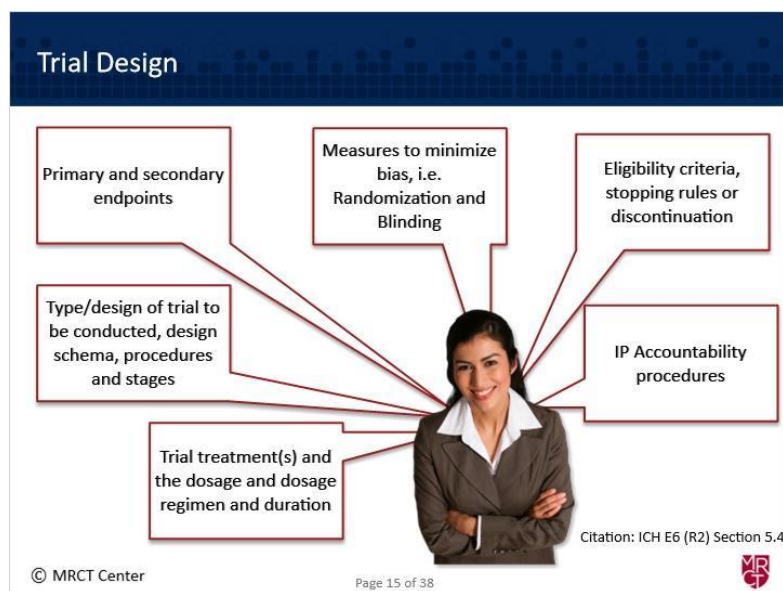 Trial Design
Primary and secondary
endpoints
Measures to minimize
bias, i.e.
Randomization and
Blinding
Eligibility criteria,
stopping rules or
discontinuation
Type/design of trial to
be conducted, design
schema, procedures
and stages
IP Accountability
procedures
Trial treatment(s) and
the dosage and dosage
regimen and duration
Citation: ICH E6 (R2) Section 5.4
© MRCT Center
Page 15 of 38
MR
CT